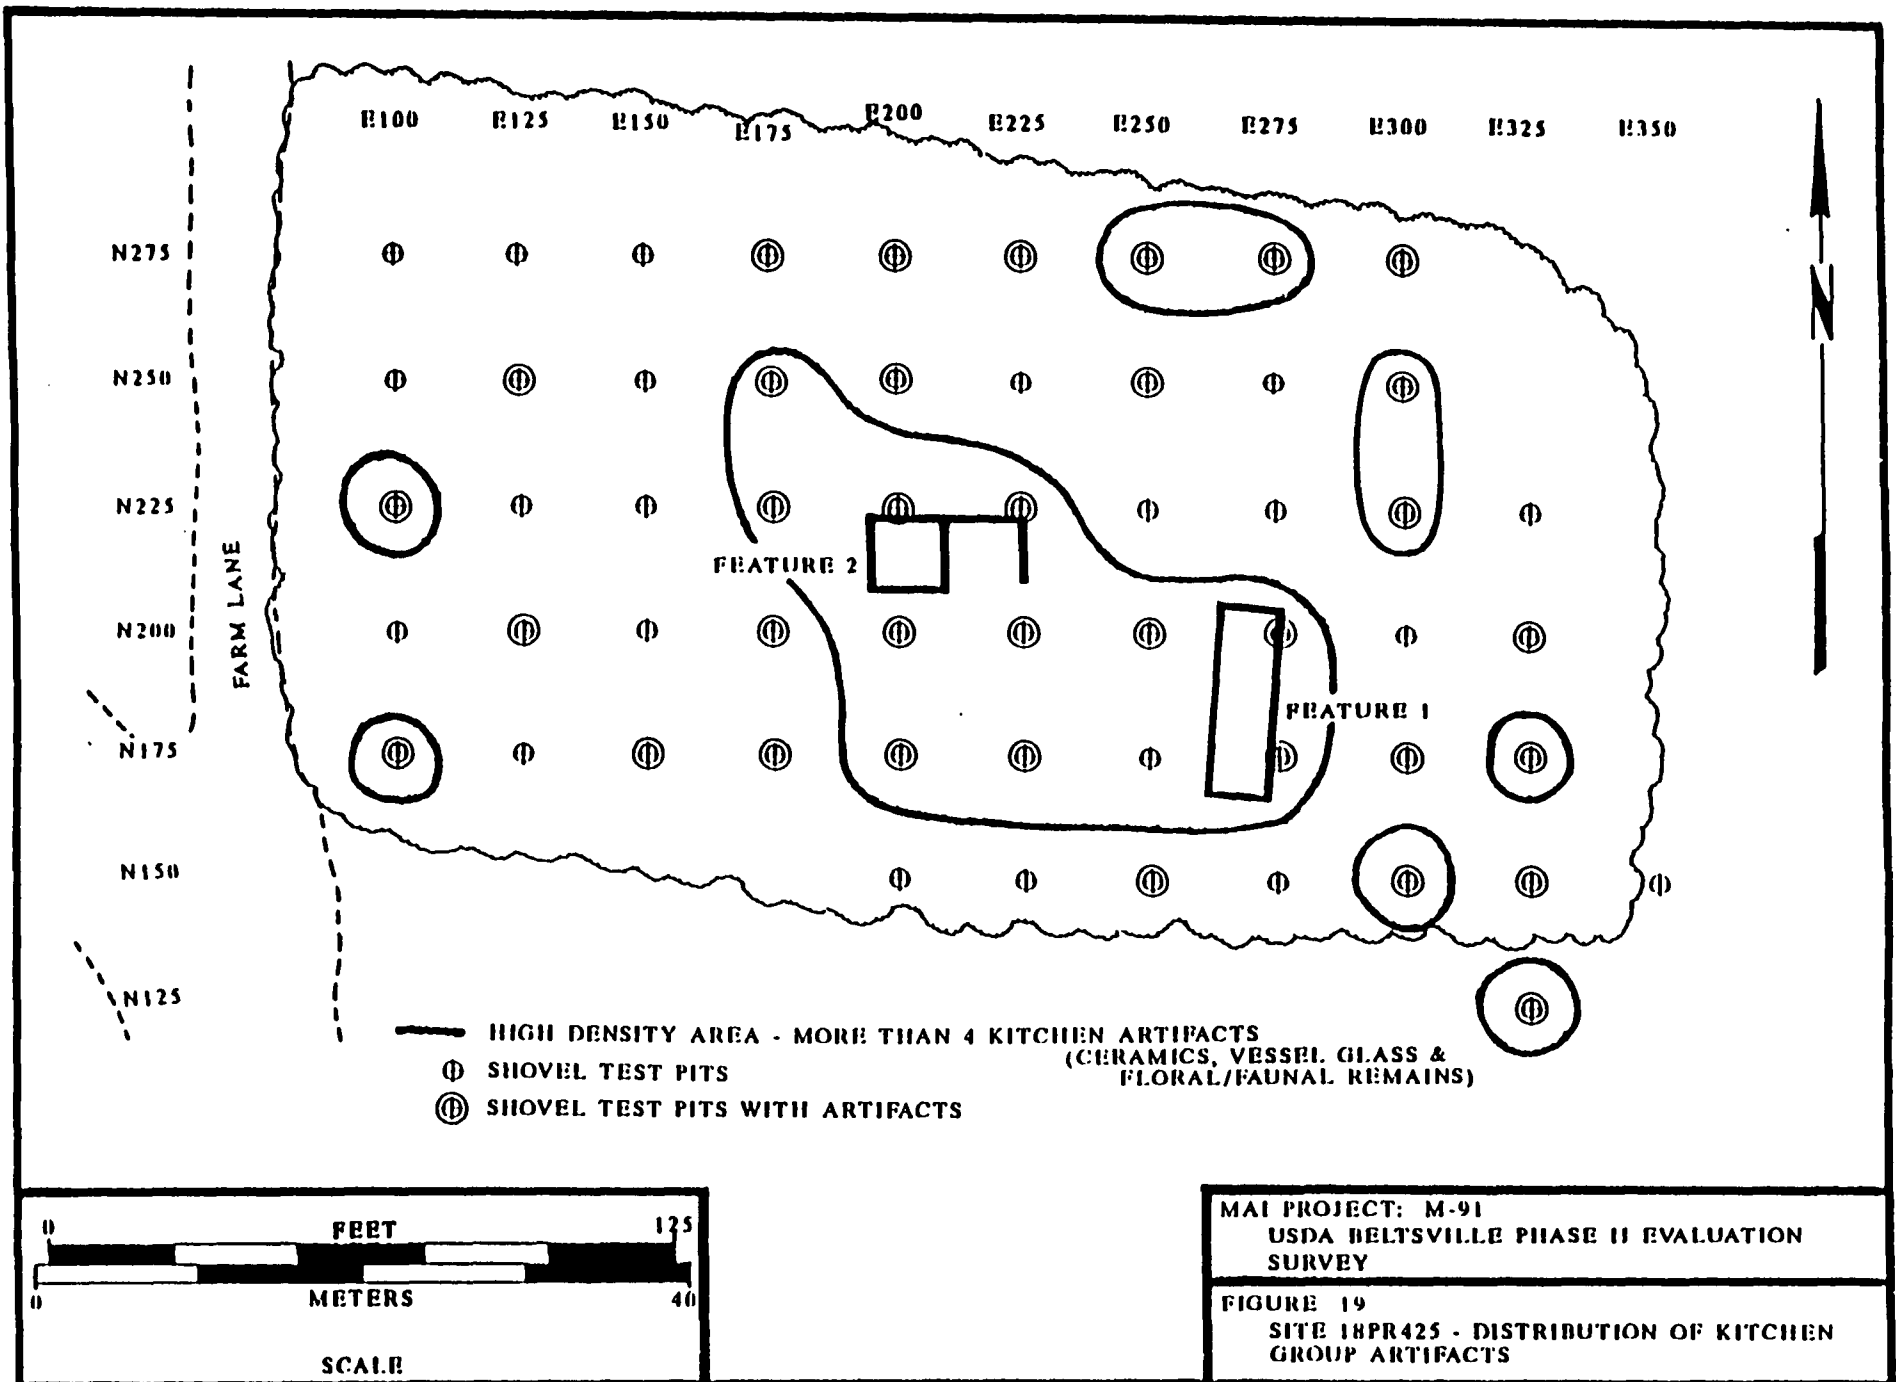 E100 E125 E150 E175 E200 E225 E250 E275 E300 E325 E350
N275
N250
N225
FEATURE 2
N200
FARM LANE
FEATURE 1
N175
N150
N125
N
HIGH DENSITY AREA - MORE THAN 4 KITCHEN ARTIFACTS
(CERAMICS, VESSEL GLASS &
FLORAL/FAUNAL REMAINS)
SHOVEL TEST PITS
SHOVEL TEST PITS WITH ARTIFACTS
0 FEET 125
0 METERS 40
SCALE
MAI PROJECT: M-91
USDA BELTSVILLE PHASE II EVALUATION
SURVEY
FIGURE 19
SITE 18PR425 - DISTRIBUTION OF KITCHEN
GROUP ARTIFACTS